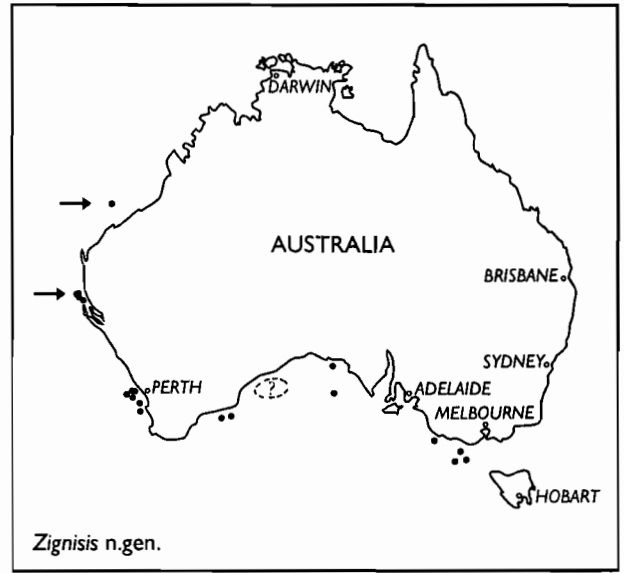 DARWIN
AUSTRALIA
BRISBANE
SYDNEY
PERTH
?
ADELAIDE
MELBOURNE
HOBART
Zignisis n.gen.